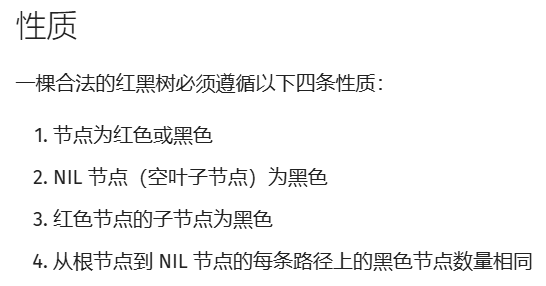 性质
一棵合法的红黑树必须遵循以下四条性质：
1. 节点为红色或黑色
2. NIL 节点（空叶子节点）为黑色
3. 红色节点的子节点为黑色
4. 从根节点到 NIL 节点的每条路径上的黑色节点数量相同